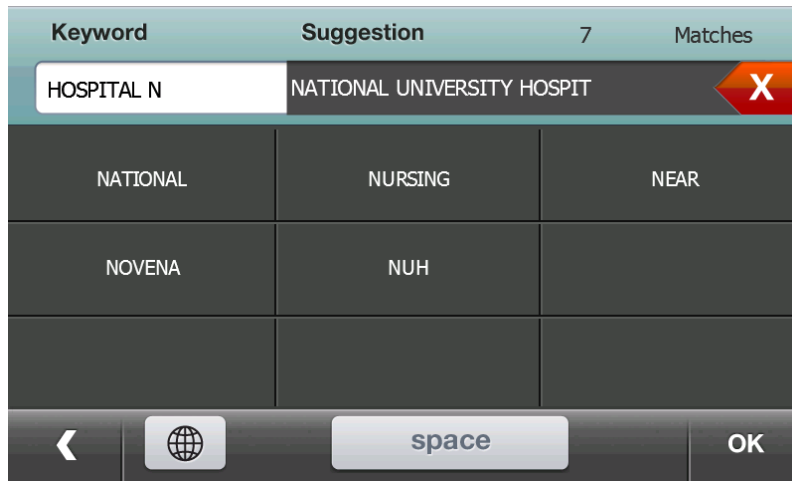 Keyword Suggestion 7 Matches
HOSPITAL N NATIONAL UNIVERSITY HOSPIT X
NATIONAL NURSING NEAR
NOVENA NUH
space OK